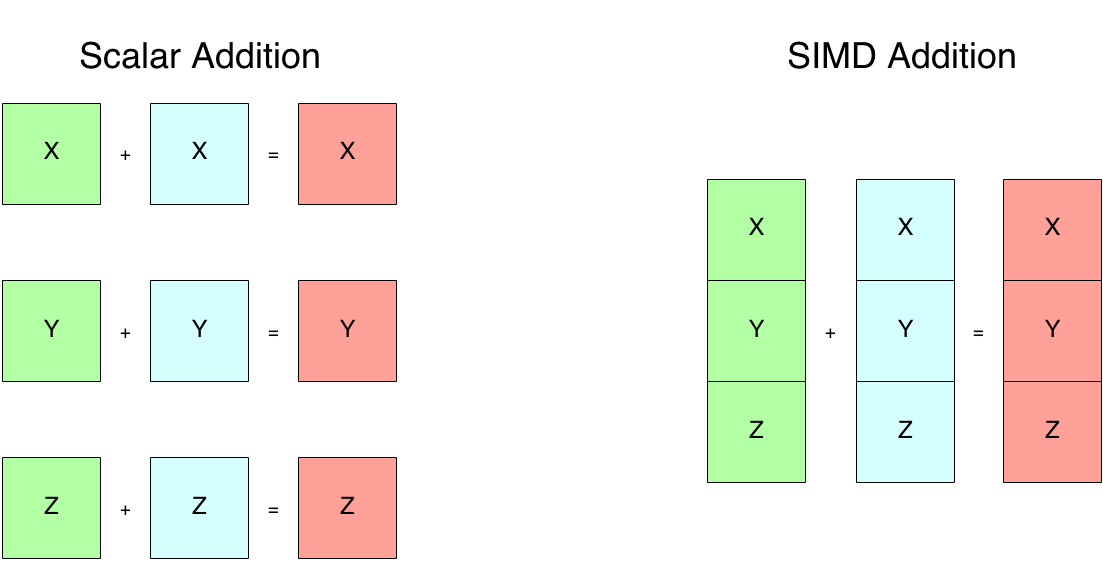 Scalar Addition
X + X = X
Y + Y = Y
Z + Z = Z
SIMD Addition
X X X
Y + Y = Y
Z Z Z